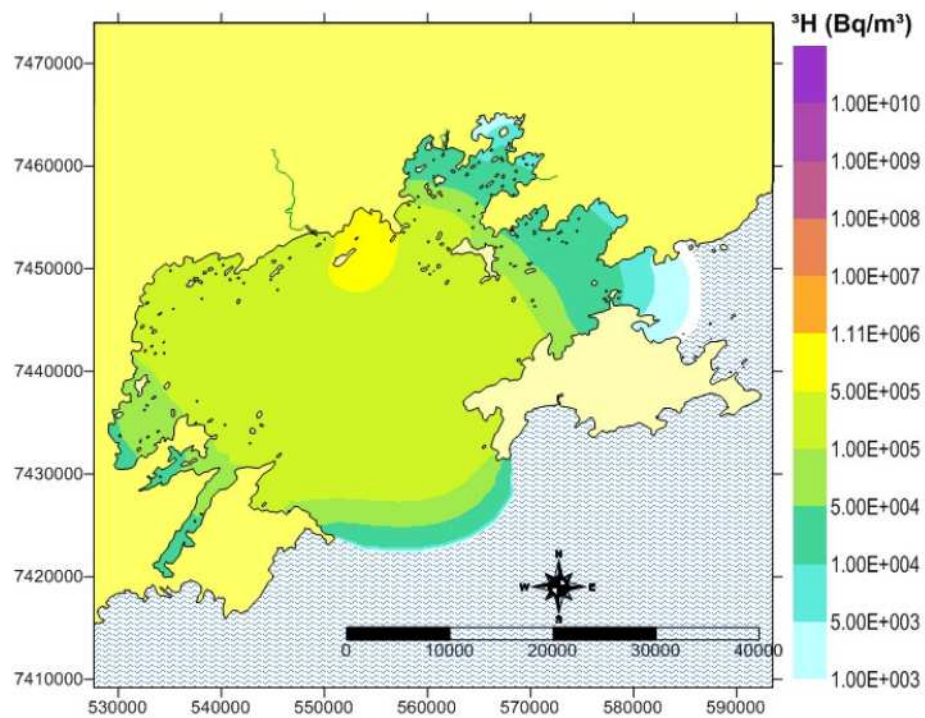 ³H (Bq/m³)
7470000
7460000
7450000
7440000
7430000
7420000
7410000
1.00E+010
1.00E+009
1.00E+008
1.00E+007
1.11E+006
5.00E+005
1.00E+005
5.00E+004
1.00E+004
5.00E+003
1.00E+003
N
W E
S
0 10000 20000 30000 40000
530000 540000 550000 560000 570000 580000 590000